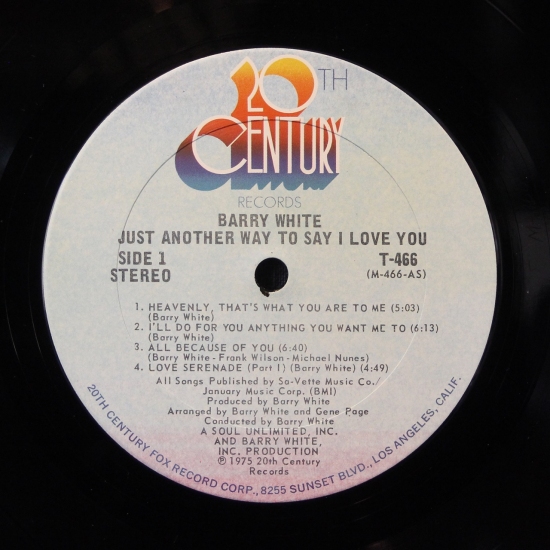 20TH
CENTURY
RECORDS
BARRY WHITE
JUST ANOTHER WAY TO SAY I LOVE YOU
SIDE 1 T-466
STEREO (M-466-AS)
1. HEAVENLY, THAT'S WHAT YOU ARE TO ME (5:03)
(Barry White)
2. I'LL DO FOR YOU ANYTHING YOU WANT ME TO (6:13)
(Barry White)
3. ALL BECAUSE OF YOU (6:40)
(Barry White - Frank Wilson - Michael Nunes)
4. LOVE SERENADE (Part I) (Barry White) (4:49)
All Songs Published by Sa-Vette Music Co./
January Music Corp. (BMI)
Produced by Barry White
Arranged by Barry White and Gene Page
Conducted by Barry White
A SOUL UNLIMITED, INC.
AND BARRY WHITE,
INC. PRODUCTION
℗ 1975 20th Century
Records
20TH CENTURY FOX RECORD CORP., 8255 SUNSET BLVD., LOS ANGELES, CALIF.